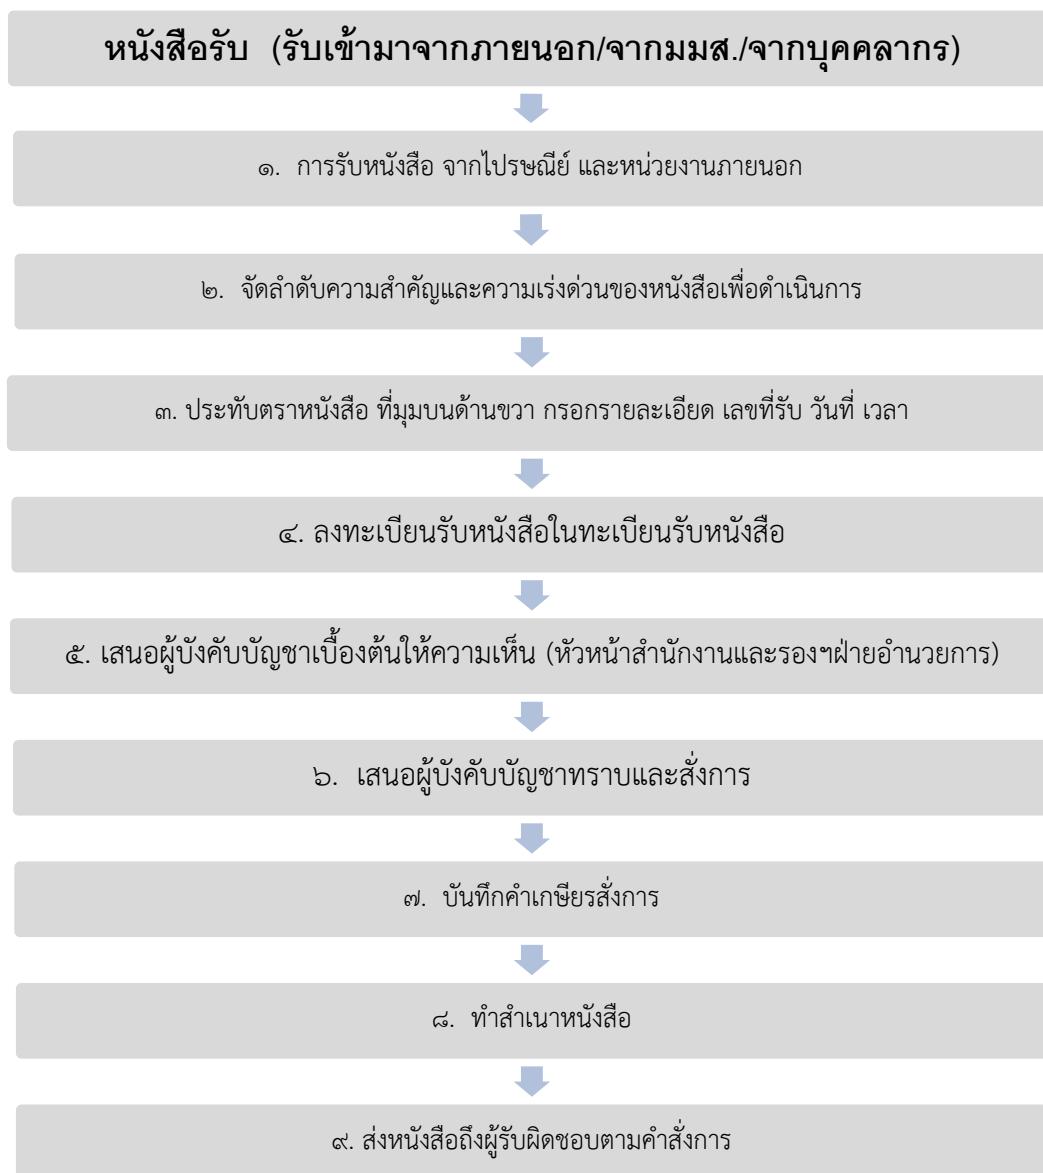 หนังสือรับ (รับเข้ามาจากภายนอก/จากมมส./จากบุคคลากร)
๑. การรับหนังสือ จากไปรษณีย์ และหน่วยงานภายนอก
๒. จัดลำดับความสำคัญและความเร่งด่วนของหนังสือเพื่อดำเนินการ
๓. ประทับตราหนังสือ ที่มุมบนด้านขวา กรอกรายละเอียด เลขที่รับ วันที่ เวลา
๔. ลงทะเบียนรับหนังสือในทะเบียนรับหนังสือ
๕. เสนอผู้บังคับบัญชาเบื้องต้นให้ความเห็น (หัวหน้าสำนักงานและรองฯฝ่ายอำนวยการ)
๖. เสนอผู้บังคับบัญชาทราบและสั่งการ
๗. บันทึกคำเกษียรสั่งการ
๘. ทำสำเนาหนังสือ
๙. ส่งหนังสือถึงผู้รับผิดชอบตามคำสั่งการ